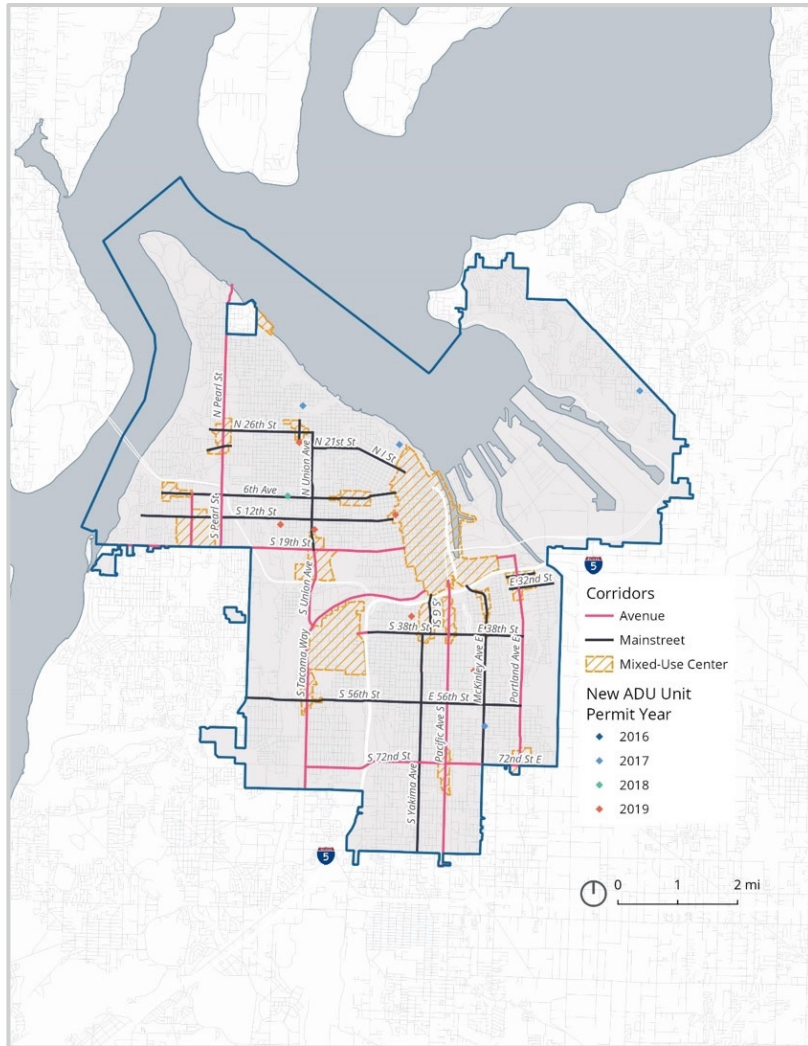 N Pearl St
N 26th St
N 21st St
N I St
N Union Ave
6th Ave
S 12th St
S Pearl St
S 19th St
S Union Ave
E 32nd St
S G St
S 38th St
E 38th St
S Tacoma Way
McKinley Ave E
Portland Ave E
S 56th St
E 56th St
Pacific Ave S
S 72nd St
72nd St E
S Yakima Ave
5
5
Corridors
Avenue
Mainstreet
Mixed-Use Center
New ADU Unit
Permit Year
2016
2017
2018
2019
0 1 2 mi